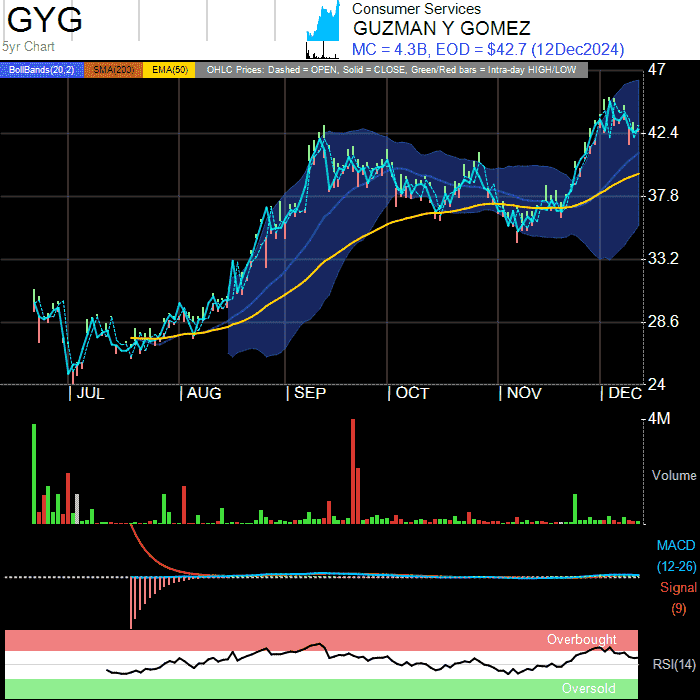 GYG
5yr Chart
Consumer Services
GUZMAN Y GOMEZ
MC = 4.3B, EOD = $42.7 (12Dec2024)
BollBands(20,2) SMA(200) EMA(50) OHLC Prices: Dashed = OPEN, Solid = CLOSE, Green/Red bars = Intra-day HIGH/LOW
47
42.4
37.8
33.2
28.6
24
| JUL | AUG | SEP | OCT | NOV | DEC
4M
Volume
MACD
(12-26)
Signal
(9)
Overbought
RSI(14)
Oversold